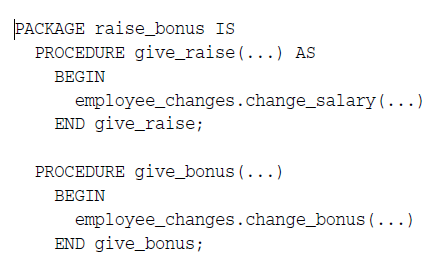 PACKAGE raise_bonus IS
PROCEDURE give_raise(...) AS
BEGIN
employee_changes.change_salary(...)
END give_raise;
PROCEDURE give_bonus(...)
BEGIN
employee_changes.change_bonus(...)
END give_bonus;